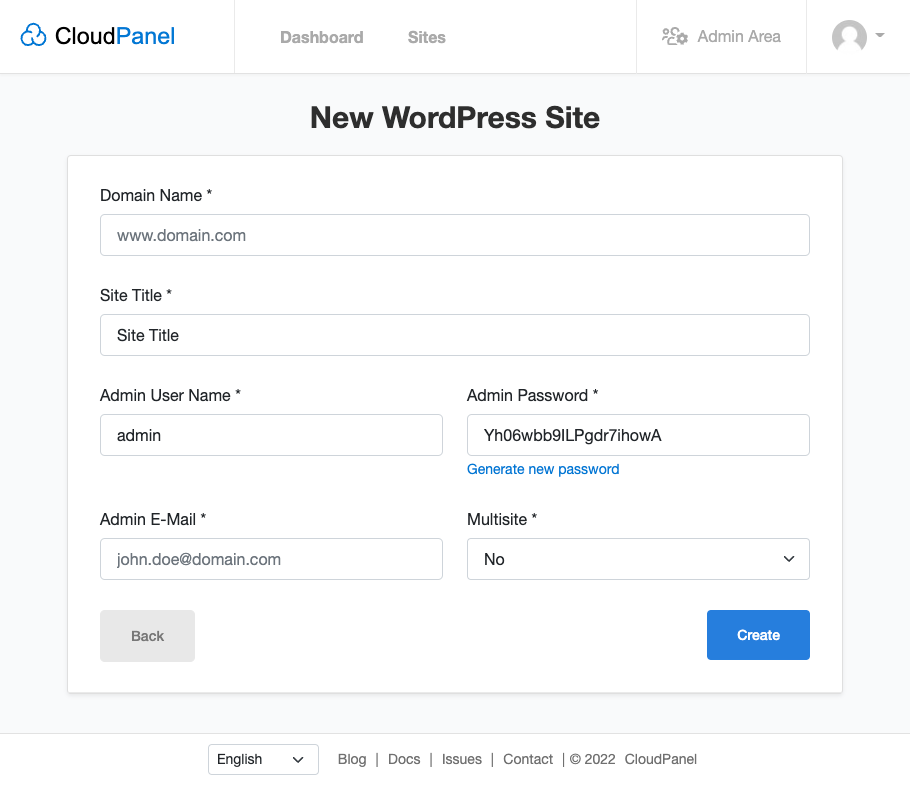 CloudPanel Dashboard Sites Admin Area
New WordPress Site
Domain Name *
www.domain.com
Site Title *
Site Title
Admin User Name * Admin Password *
admin Yh06wbb9ILPgdr7ihowA
Generate new password
Admin E-Mail * Multisite *
john.doe@domain.com No
Back Create
English Blog | Docs | Issues | Contact | © 2022 CloudPanel